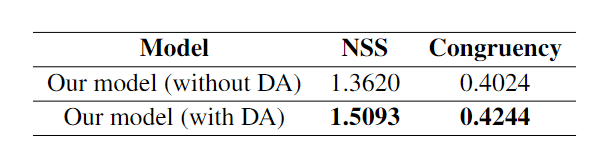 Model NSS Congruency
Our model (without DA) 1.3620 0.4024
Our model (with DA) 1.5093 0.4244